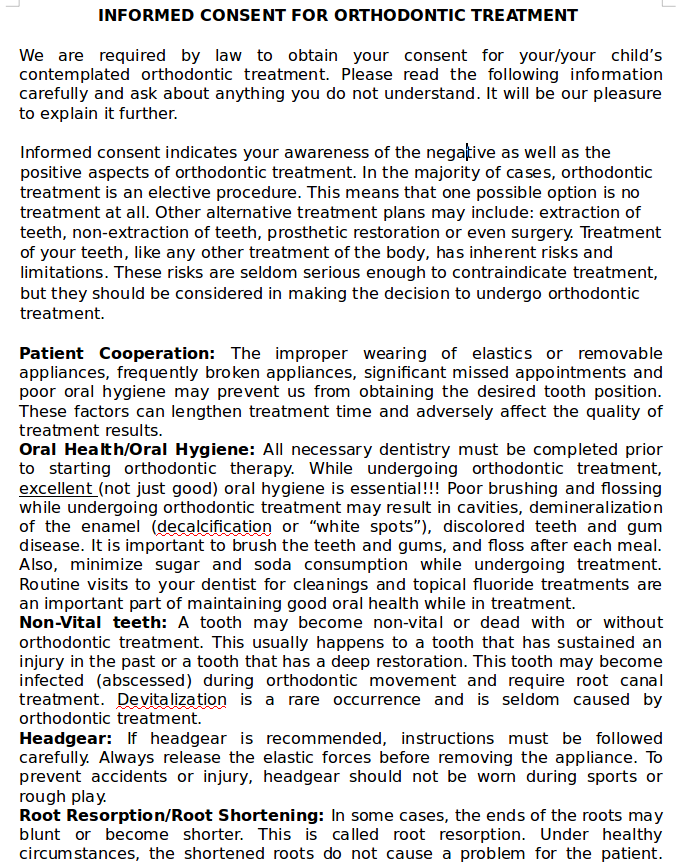 INFORMED CONSENT FOR ORTHODONTIC TREATMENT
We are required by law to obtain your consent for your/your child’s
contemplated orthodontic treatment. Please read the following information
carefully and ask about anything you do not understand. It will be our pleasure
to explain it further.
Informed consent indicates your awareness of the negative as well as the
positive aspects of orthodontic treatment. In the majority of cases, orthodontic
treatment is an elective procedure. This means that one possible option is no
treatment at all. Other alternative treatment plans may include: extraction of
teeth, non-extraction of teeth, prosthetic restoration or even surgery. Treatment
of your teeth, like any other treatment of the body, has inherent risks and
limitations. These risks are seldom serious enough to contraindicate treatment,
but they should be considered in making the decision to undergo orthodontic
treatment.
Patient Cooperation: The improper wearing of elastics or removable
appliances, frequently broken appliances, significant missed appointments and
poor oral hygiene may prevent us from obtaining the desired tooth position.
These factors can lengthen treatment time and adversely affect the quality of
treatment results.
Oral Health/Oral Hygiene: All necessary dentistry must be completed prior
to starting orthodontic therapy. While undergoing orthodontic treatment,
excellent (not just good) oral hygiene is essential!!! Poor brushing and flossing
while undergoing orthodontic treatment may result in cavities, demineralization
of the enamel (decalcification or “white spots”), discolored teeth and gum
disease. It is important to brush the teeth and gums, and floss after each meal.
Also, minimize sugar and soda consumption while undergoing treatment.
Routine visits to your dentist for cleanings and topical fluoride treatments are
an important part of maintaining good oral health while in treatment.
Non-Vital teeth: A tooth may become non-vital or dead with or without
orthodontic treatment. This usually happens to a tooth that has sustained an
injury in the past or a tooth that has a deep restoration. This tooth may become
infected (abscessed) during orthodontic movement and require root canal
treatment. Devitalization is a rare occurrence and is seldom caused by
orthodontic treatment.
Headgear: If headgear is recommended, instructions must be followed
carefully. Always release the elastic forces before removing the appliance. To
prevent accidents or injury, headgear should not be worn during sports or
rough play.
Root Resorption/Root Shortening: In some cases, the ends of the roots may
blunt or become shorter. This is called root resorption. Under healthy
circumstances, the shortened roots do not cause a problem for the patient.